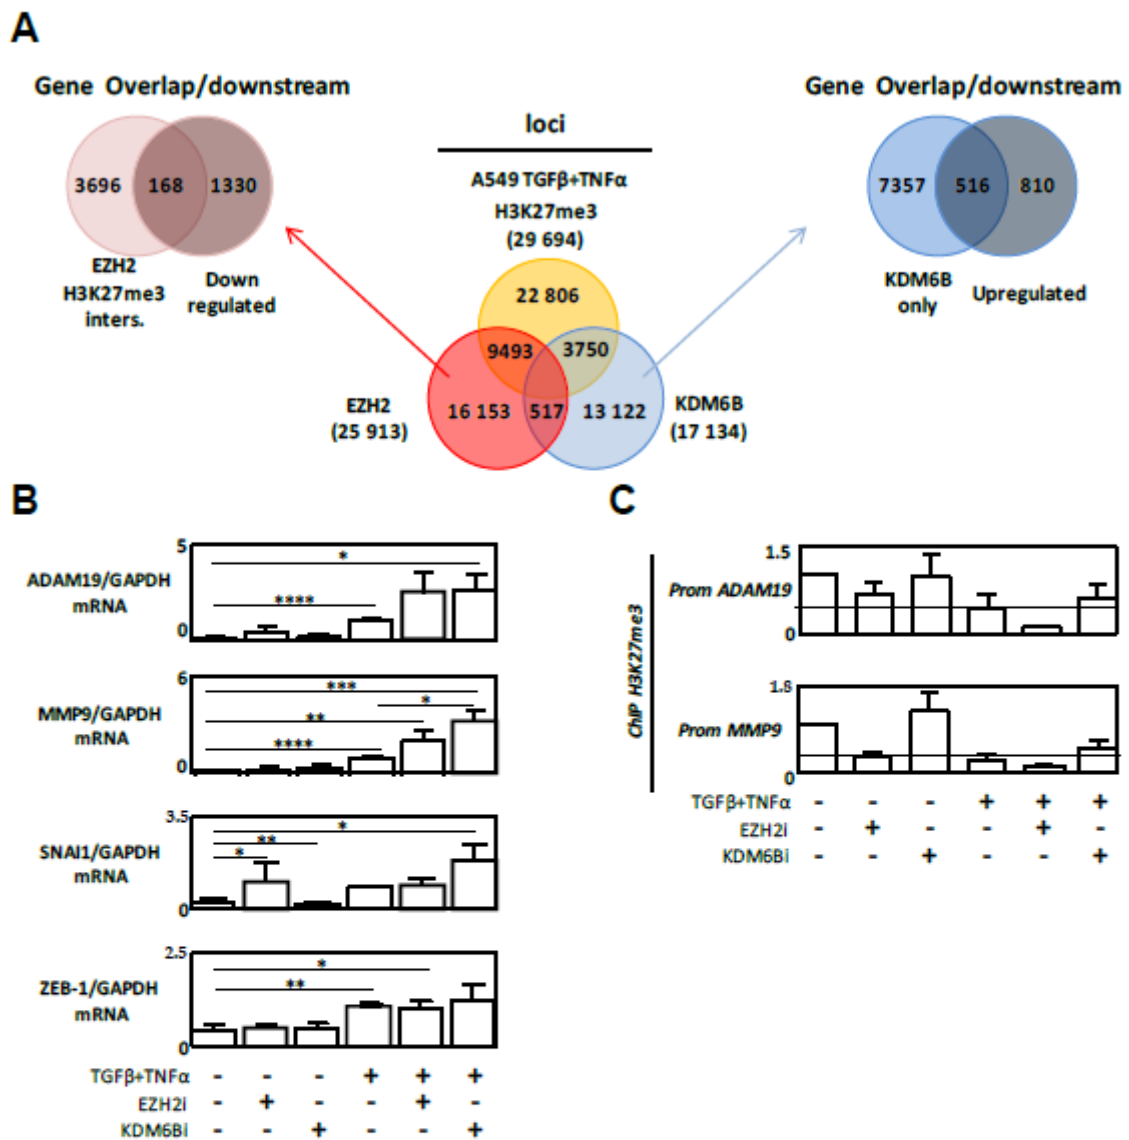 A
Gene Overlap/downstream
3696 168 1330
EZH2
H3K27me3
inters.
Down
regulated
loci
A549 TGFβ+TNFα
H3K27me3
(29 694)
22 806
9493 3750
16 153 517 13 122
EZH2
(25 913)
KDM6B
(17 134)
Gene Overlap/downstream
7357 516 810
KDM6B
only
Upregulated
B
ADAM19/GAPDH
mRNA
5
0
*
****
MMP9/GAPDH
mRNA
6
0
***
*
**
****
SNAI1/GAPDH
mRNA
3.5
0
*
**
*
ZEB-1/GAPDH
mRNA
2.5
0
*
**
TGFβ+TNFα - - - + + +
EZH2i - + - - + -
KDM6Bi - - + - - +
C
ChIP H3K27me3
Prom ADAM19
1.5
0
Prom MMP9
1.8
0
TGFβ+TNFα - - - + + +
EZH2i - + - - + -
KDM6Bi - - + - - +